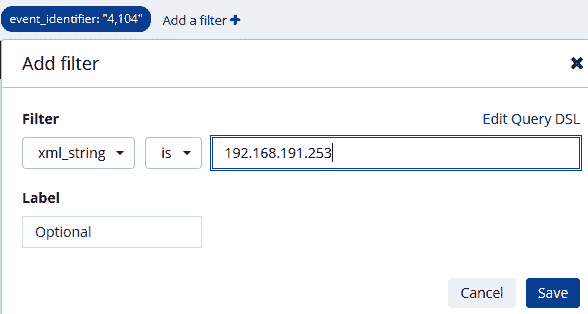 event_identifier: "4,104" Add a filter +
Add filter ✖
Filter Edit Query DSL
xml_string is 192.168.191.253
Label
Optional
Cancel Save